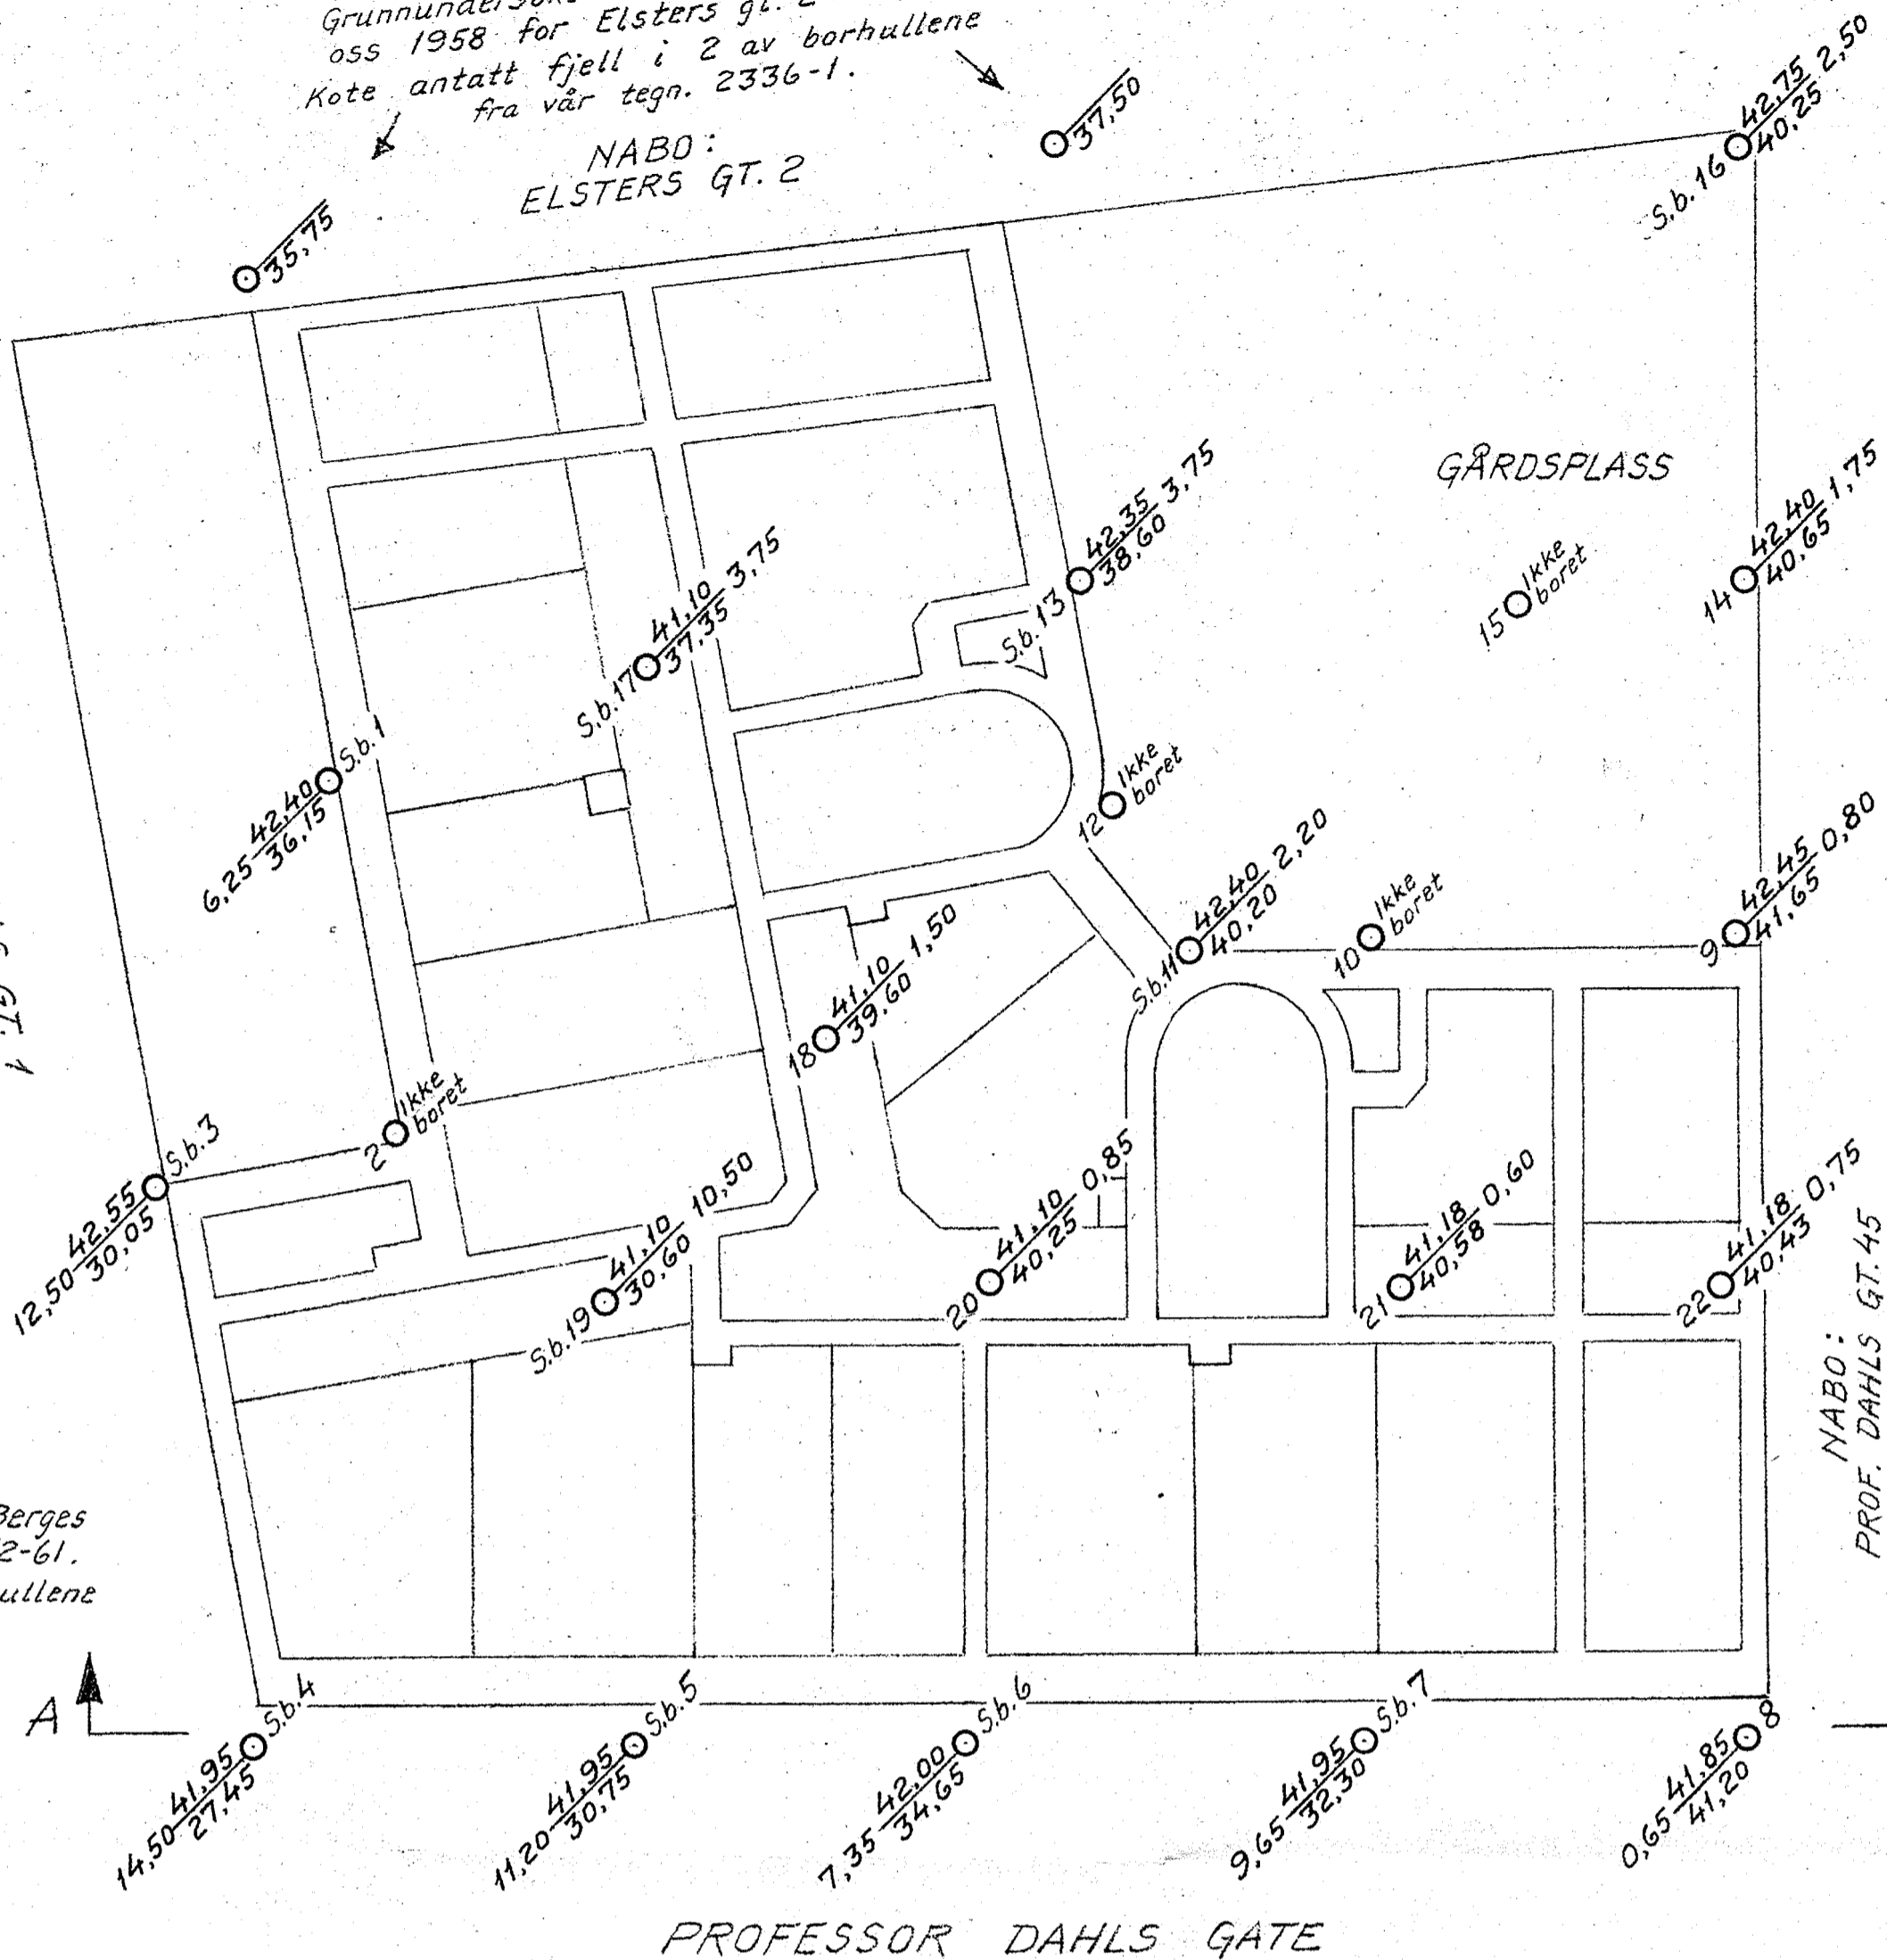 oss 1958 for Elsters gt. 2
Kote antatt fjell i 2 av borhullene
fra vår tegn. 2336-1.
NABO:
ELSTERS GT. 2
35,75
37,50
S.b. 16 42,75 2,50
40,25
GÅRDSPLASS
S.b. 13 42,35 3,75
38,60
14 42,40 1,75
40,65
15 Ikke
boret
S.b. 17 41,10 3,75
37,35
6,25 42,40 S.b. 1
36,15
12 Ikke
boret
S.b. 11 42,40 2,20
40,20
10 Ikke
boret
9 42,45 0,80
41,65
18 41,10 1,50
39,60
GT. 1
2 Ikke
boret
12,50 42,55 S.b. 3
30,05
S.b. 19 41,10 10,50
30,60
20 41,10 0,85
40,25
21 41,18 0,60
40,58
22 41,18 0,75
40,43
NABO:
PROF. DAHLS GT. 45
Berges
2-61.
A
14,50 41,95 S.b. 4
27,45
11,20 41,95 S.b. 5
30,75
7,35 42,00 S.b. 6
34,65
9,65 41,95 S.b. 7
32,30
0,65 41,85 8
41,20
PROFESSOR DAHLS GATE